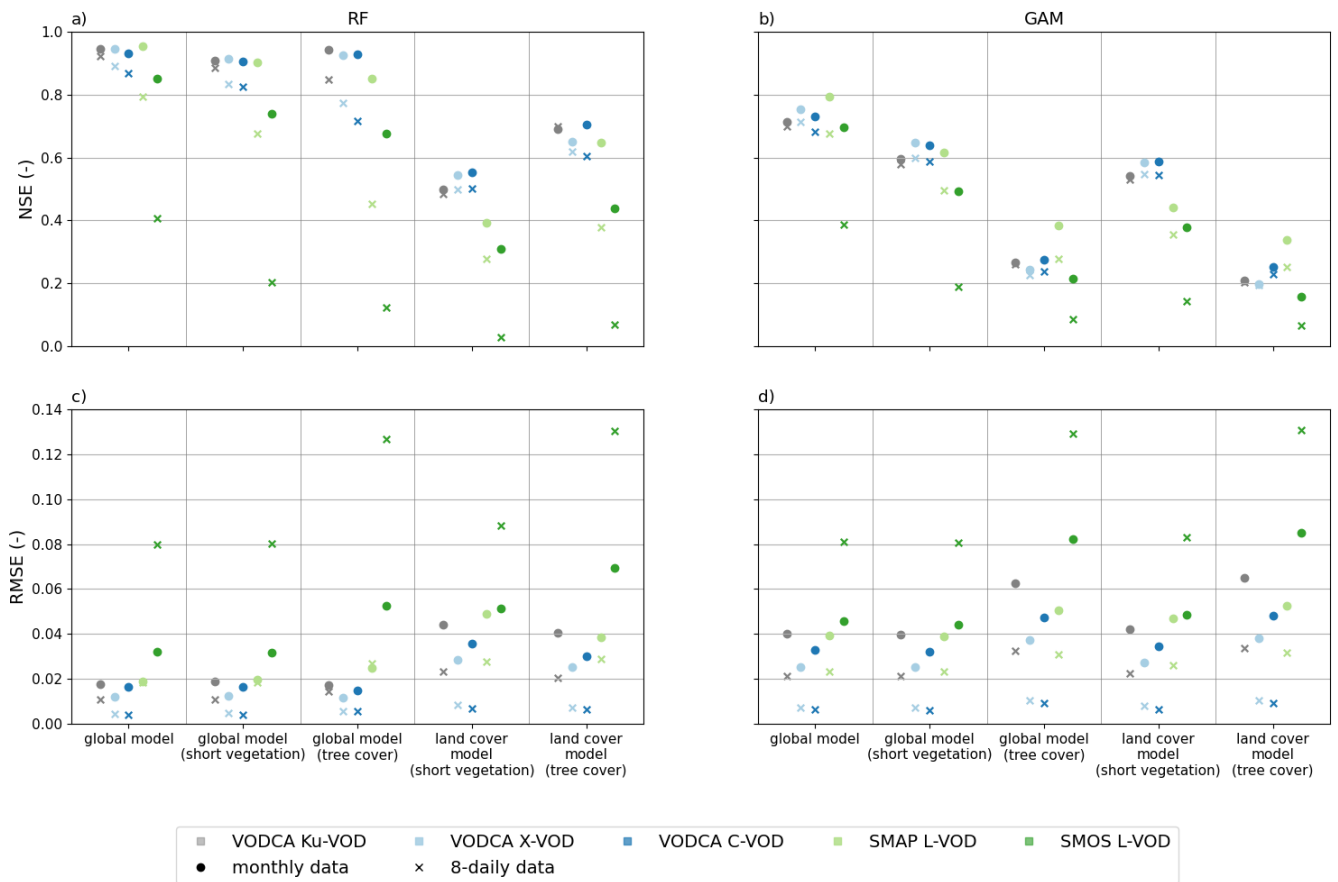 a) RF
b) GAM
NSE (-)
1.0
0.8
0.6
0.4
0.2
0.0
c)
d)
RMSE (-)
0.14
0.12
0.10
0.08
0.06
0.04
0.02
0.00
global model
global model
(short vegetation)
global model
(tree cover)
land cover
model
(short vegetation)
land cover
model
(tree cover)
global model
global model
(short vegetation)
global model
(tree cover)
land cover
model
(short vegetation)
land cover
model
(tree cover)
VODCA Ku-VOD VODCA X-VOD VODCA C-VOD SMAP L-VOD SMOS L-VOD
monthly data 8-daily data